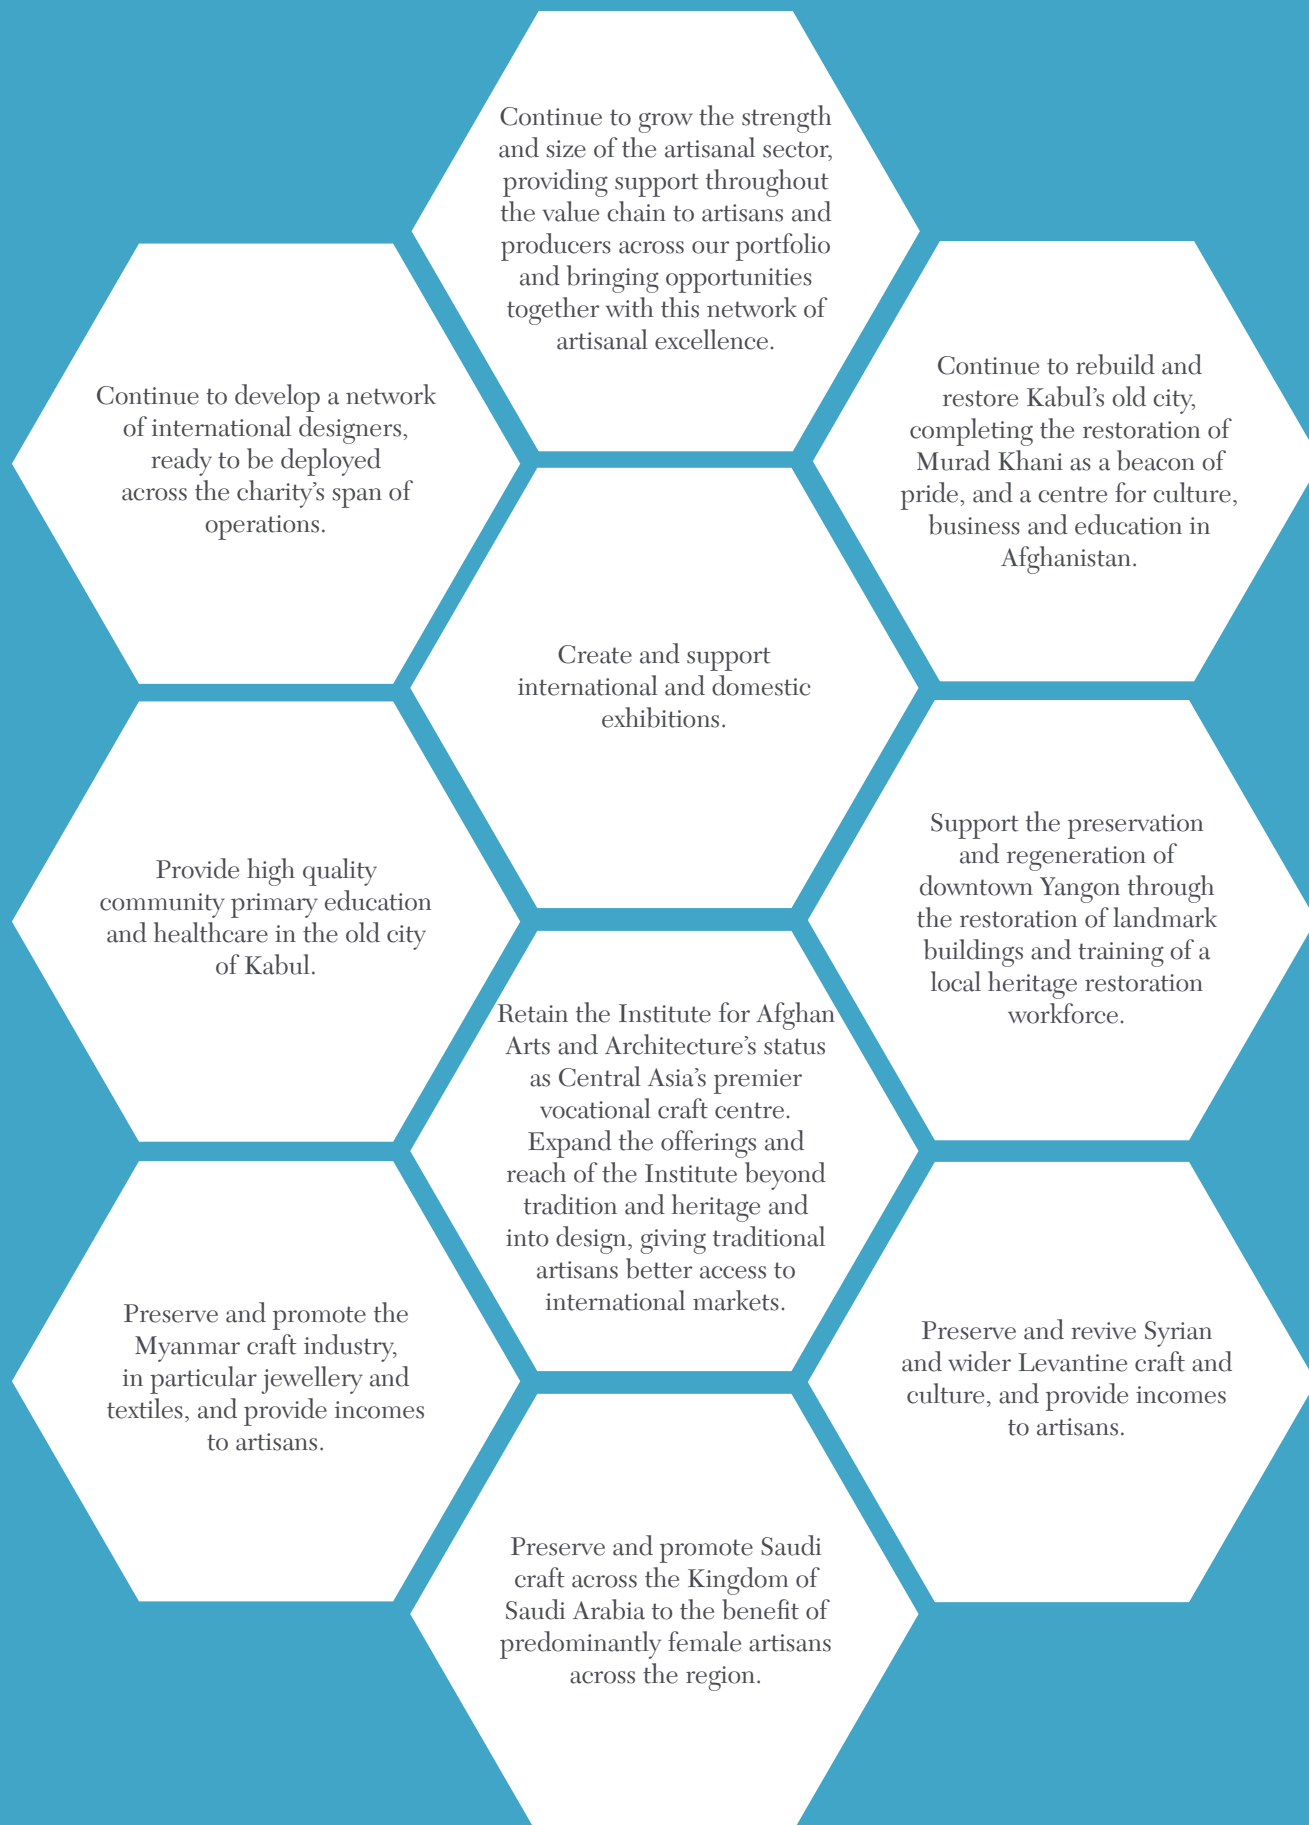 Continue to grow the strength
and size of the artisanal sector,
providing support throughout
the value chain to artisans and
producers across our portfolio
and bringing opportunities
together with this network of
artisanal excellence.
Continue to develop a network
of international designers,
ready to be deployed
across the charity’s span of
operations.
Continue to rebuild and
restore Kabul’s old city,
completing the restoration of
Murad Khani as a beacon of
pride, and a centre for culture,
business and education in
Afghanistan.
Create and support
international and domestic
exhibitions.
Provide high quality
community primary education
and healthcare in the old city
of Kabul.
Support the preservation
and regeneration of
downtown Yangon through
the restoration of landmark
buildings and training of a
local heritage restoration
workforce.
Retain the Institute for Afghan
Arts and Architecture’s status
as Central Asia’s premier
vocational craft centre.
Expand the offerings and
reach of the Institute beyond
tradition and heritage and
into design, giving traditional
artisans better access to
international markets.
Preserve and promote the
Myanmar craft industry,
in particular jewellery and
textiles, and provide incomes
to artisans.
Preserve and revive Syrian
and wider Levantine craft and
culture, and provide incomes
to artisans.
Preserve and promote Saudi
craft across the Kingdom of
Saudi Arabia to the benefit of
predominantly female artisans
across the region.